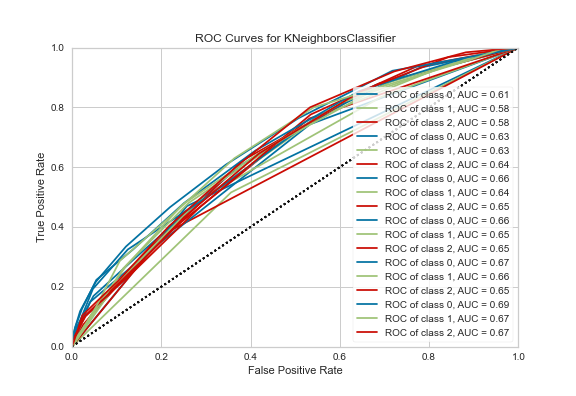 ROC Curves for KNeighborsClassifier
1.0
0.8
0.6
0.4
0.2
0.0
True Positive Rate
ROC of class 0, AUC = 0.61
ROC of class 1, AUC = 0.58
ROC of class 2, AUC = 0.58
ROC of class 0, AUC = 0.63
ROC of class 1, AUC = 0.63
ROC of class 2, AUC = 0.64
ROC of class 0, AUC = 0.66
ROC of class 1, AUC = 0.64
ROC of class 2, AUC = 0.65
ROC of class 0, AUC = 0.66
ROC of class 1, AUC = 0.65
ROC of class 2, AUC = 0.65
ROC of class 0, AUC = 0.67
ROC of class 1, AUC = 0.66
ROC of class 2, AUC = 0.65
ROC of class 0, AUC = 0.69
ROC of class 1, AUC = 0.67
ROC of class 2, AUC = 0.67
0.0 0.2 0.4 0.6 0.8 1.0
False Positive Rate